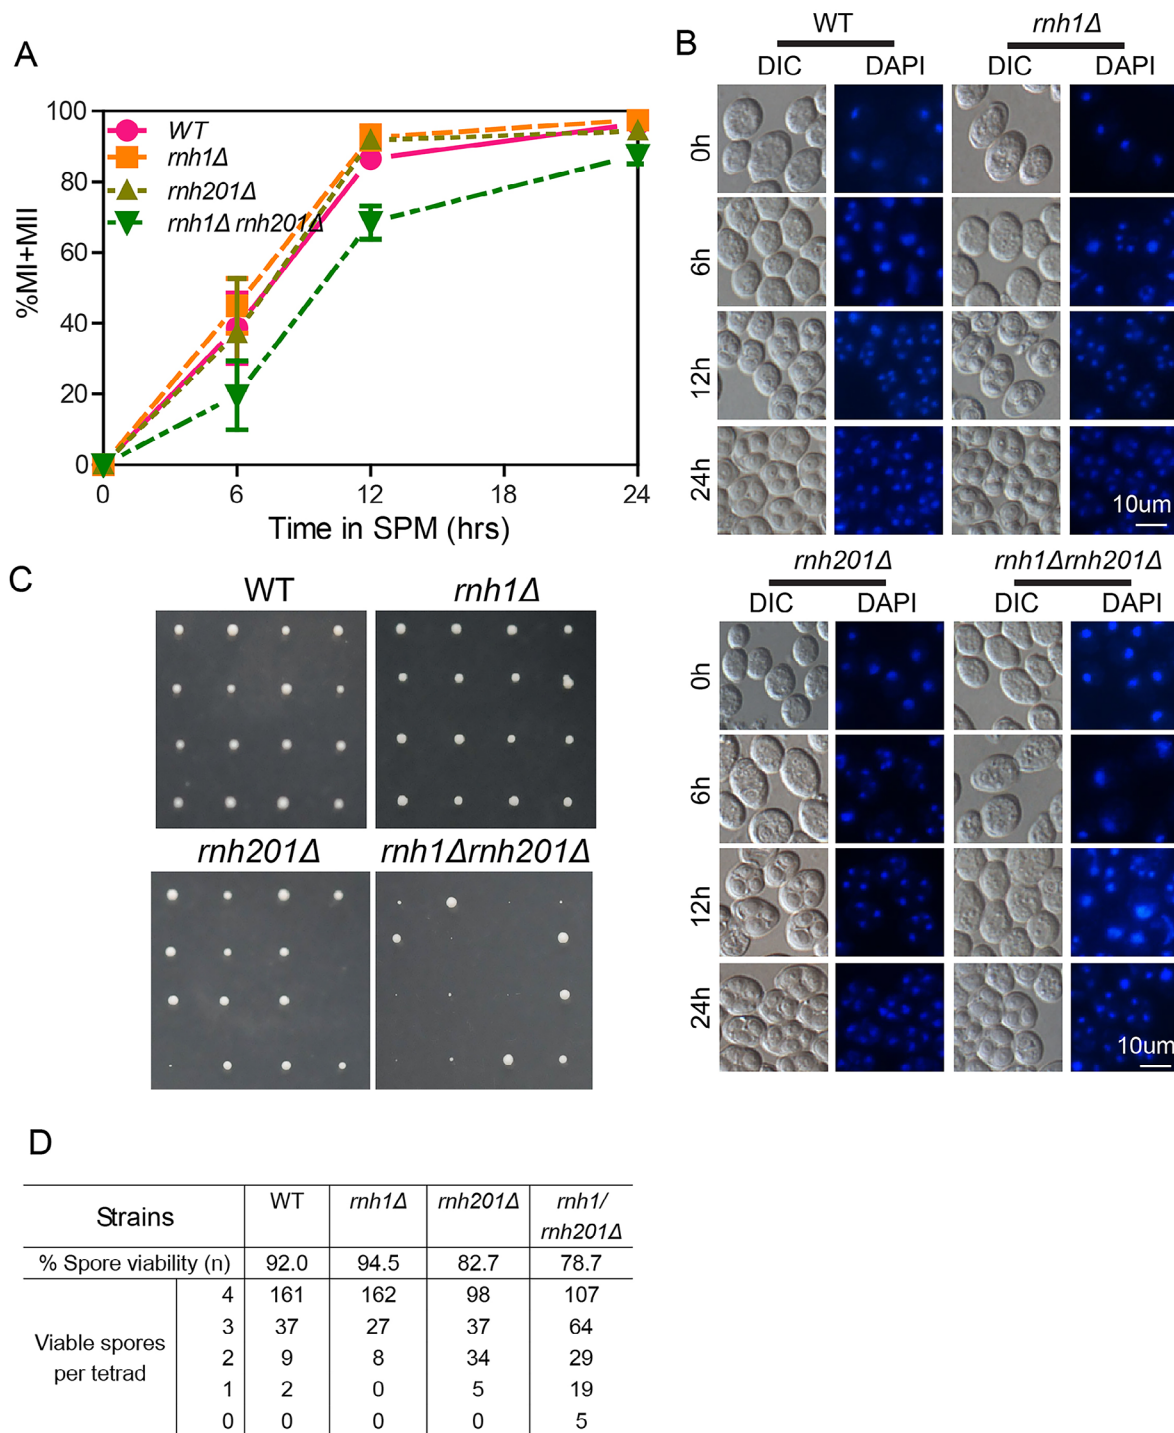 A
100
80
60
40
20
0
%MI+MII
WT
rnh1Δ
rnh201Δ
rnh1Δ rnh201Δ
0 6 12 18 24
Time in SPM (hrs)
B
WT rnh1Δ
DIC DAPI DIC DAPI
0h
6h
12h
24h
10um
rnh201Δ rnh1Δrnh201Δ
DIC DAPI DIC DAPI
0h
6h
12h
24h
10um
C
WT rnh1Δ
rnh201Δ rnh1Δrnh201Δ
D
Strains WT rnh1Δ rnh201Δ rnh1/
rnh201Δ
% Spore viability (n) 92.0 94.5 82.7 78.7
Viable spores
per tetrad
4 161 162 98 107
3 37 27 37 64
2 9 8 34 29
1 2 0 5 19
0 0 0 0 5